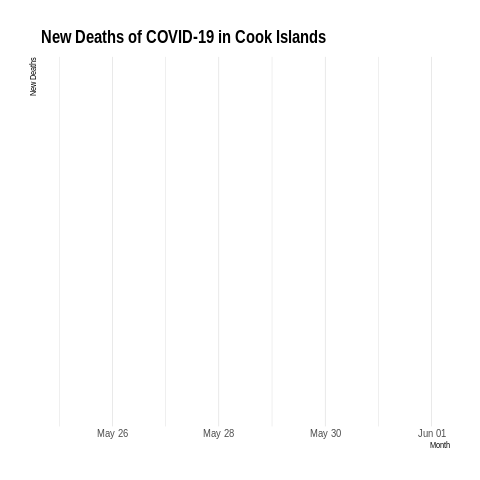 New Deaths of COVID-19 in Cook Islands
New Deaths
May 26
May 28
May 30
Jun 01
Month